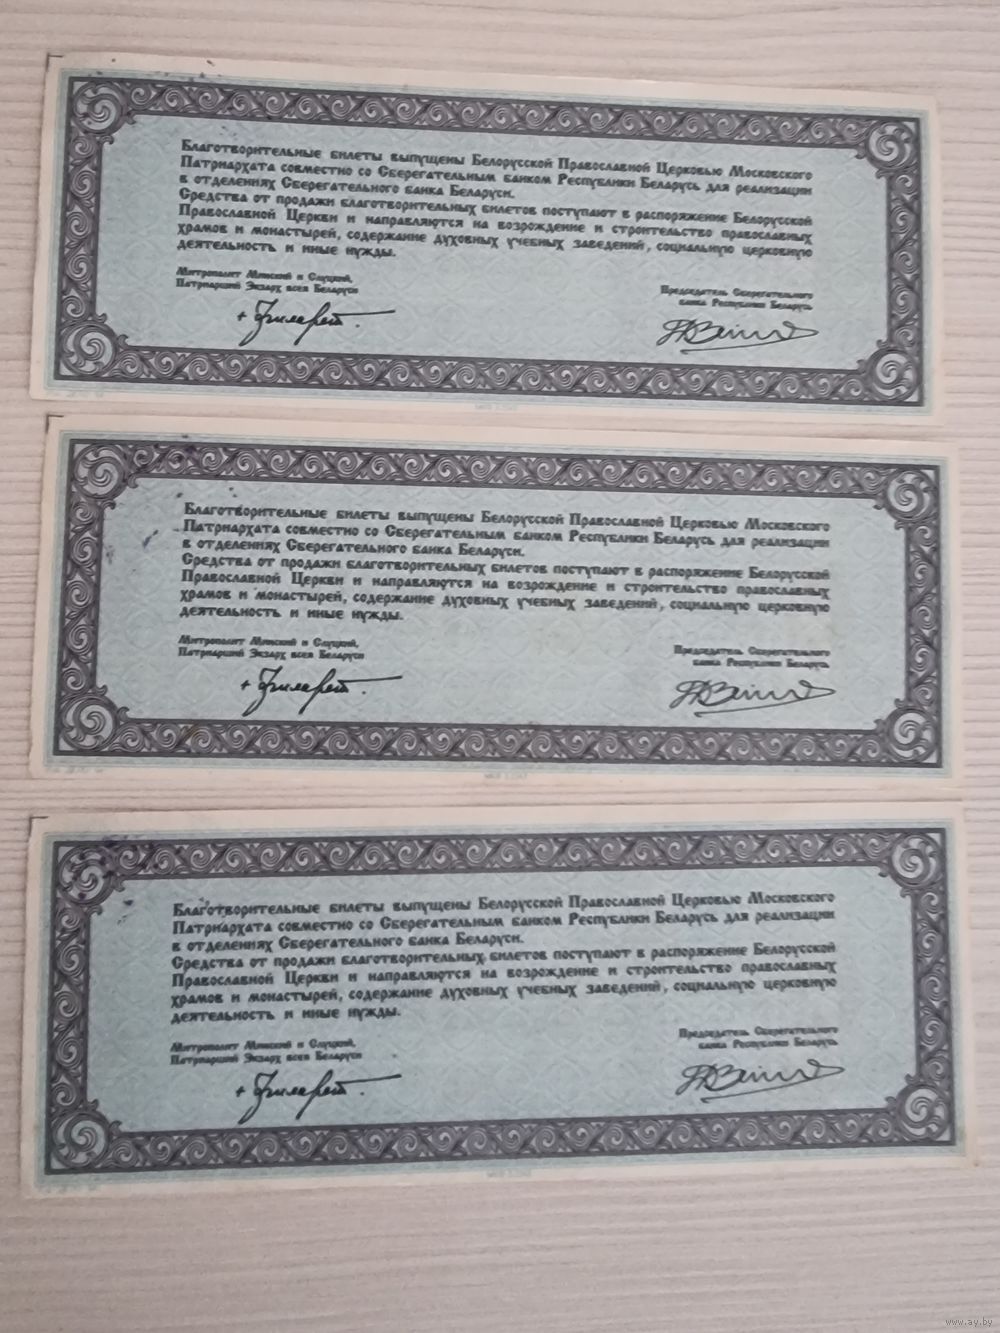 Благотворительные билеты выпущены Белорусской Православной Церковью Московского
Патриархата совместно со Сберегательным банком Республики Беларусь для реализации
в отделениях Сберегательного банка Беларуси.
Средства от продажи благотворительных билетов поступают в распоряжение Белорусской
Православной Церкви и направляются на возрождение и строительство православных
храмов и монастырей, содержание духовных учебных заведений, социальную церковную
деятельность и иные нужды.
Митрополит Минский и Слуцкий,
Патриарший Экзарх всея Беларуси
Председатель Сберегательного
банка Республики Беларусь
+ Филарет.
Благотворительные билеты выпущены Белорусской Православной Церковью Московского
Патриархата совместно со Сберегательным банком Республики Беларусь для реализации
в отделениях Сберегательного банка Беларуси.
Средства от продажи благотворительных билетов поступают в распоряжение Белорусской
Православной Церкви и направляются на возрождение и строительство православных
храмов и монастырей, содержание духовных учебных заведений, социальную церковную
деятельность и иные нужды.
Митрополит Минский и Слуцкий,
Патриарший Экзарх всея Беларуси
Председатель Сберегательного
банка Республики Беларусь
+ Филарет.
Благотворительные билеты выпущены Белорусской Православной Церковью Московского
Патриархата совместно со Сберегательным банком Республики Беларусь для реализации
в отделениях Сберегательного банка Беларуси.
Средства от продажи благотворительных билетов поступают в распоряжение Белорусской
Православной Церкви и направляются на возрождение и строительство православных
храмов и монастырей, содержание духовных учебных заведений, социальную церковную
деятельность и иные нужды.
Митрополит Минский и Слуцкий,
Патриарший Экзарх всея Беларуси
Председатель Сберегательного
банка Республики Беларусь
+ Филарет.
www.ay.by